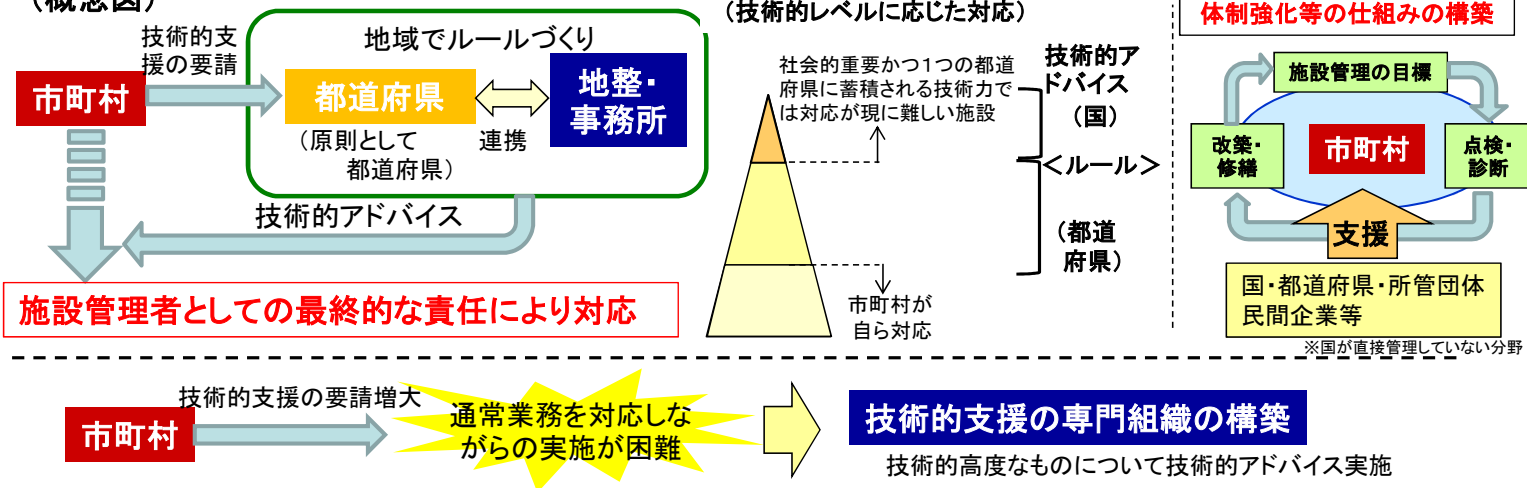 (概念図)
技術的支
援の要請
市町村
地域でルールづくり
都道府県
(原則として
都道府県)
連携
地整・
事務所
技術的アドバイス
施設管理者としての最終的な責任により対応
(技術的レベルに応じた対応)
社会的重要かつ1つの都道
府県に蓄積される技術力で
は対応が現に難しい施設
市町村が
自ら対応
技術的ア
ドバイス
(国)
<ルール>
(都道
府県)
体制強化等の仕組みの構築
施設管理の目標
改築・
修繕
市町村
点検・
診断
支援
国・都道府県・所管団体
民間企業等
※国が直接管理していない分野
市町村
技術的支援の要請増大
通常業務を対応しな
がらの実施が困難
技術的支援の専門組織の構築
技術的高度なものについて技術的アドバイス実施